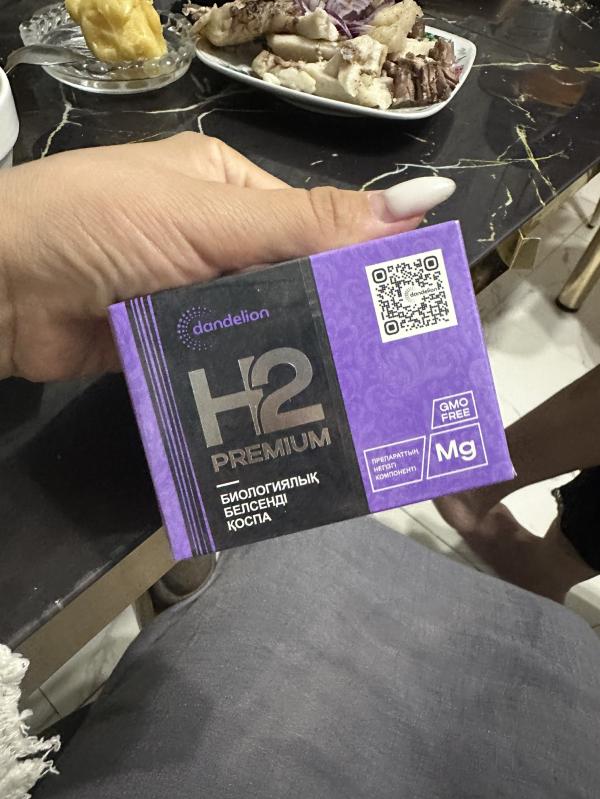 dandelion
H2
PREMIUM
БИОЛОГИЯЛЫҚ
БЕЛСЕНДІ
ҚОСПА
dandelion
GMO
FREE
ПРЕПАРАТТЫҢ
НЕГІЗГІ
КОМПОНЕНТІ
Mg